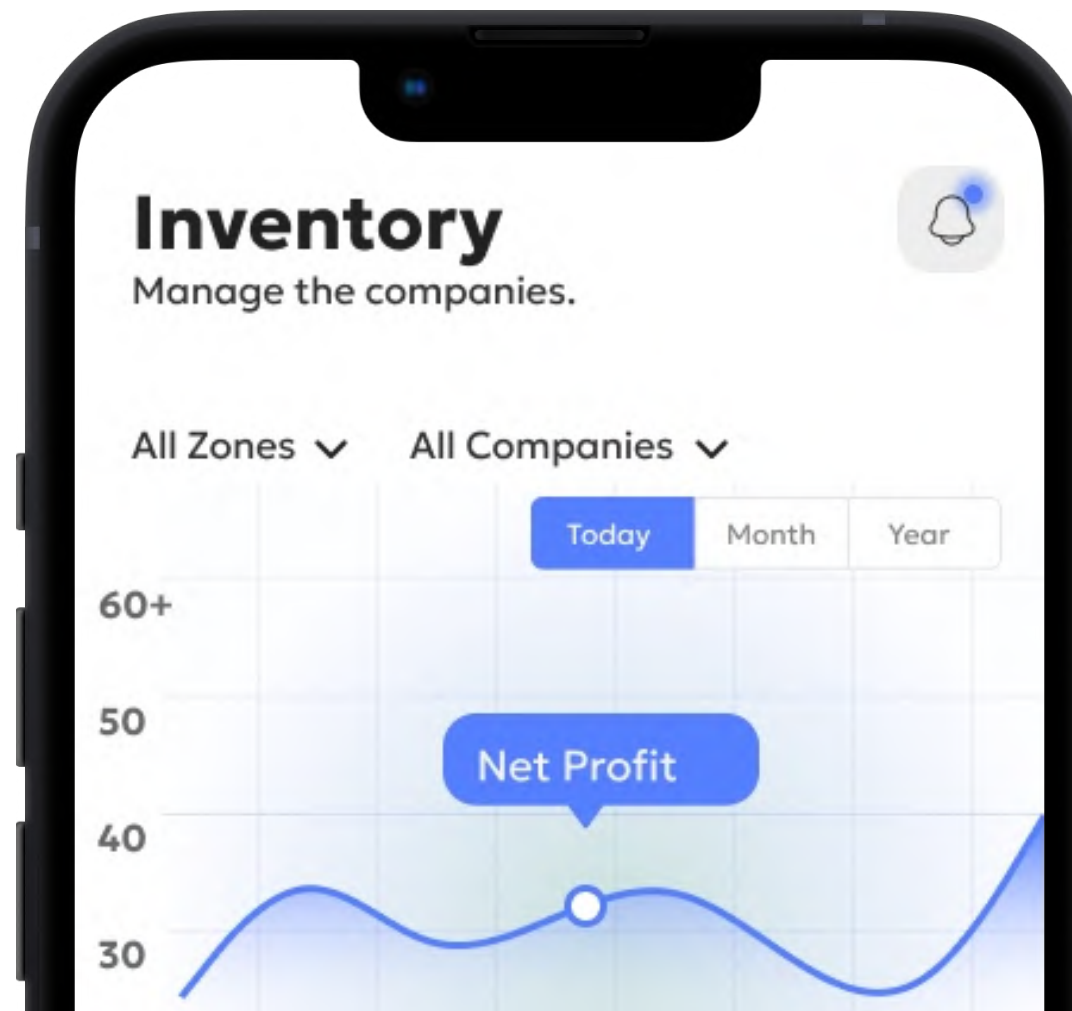 Inventory
Manage the companies.
All Zones
All Companies
Today
Month
Year
60+
50
Net Profit
40
30